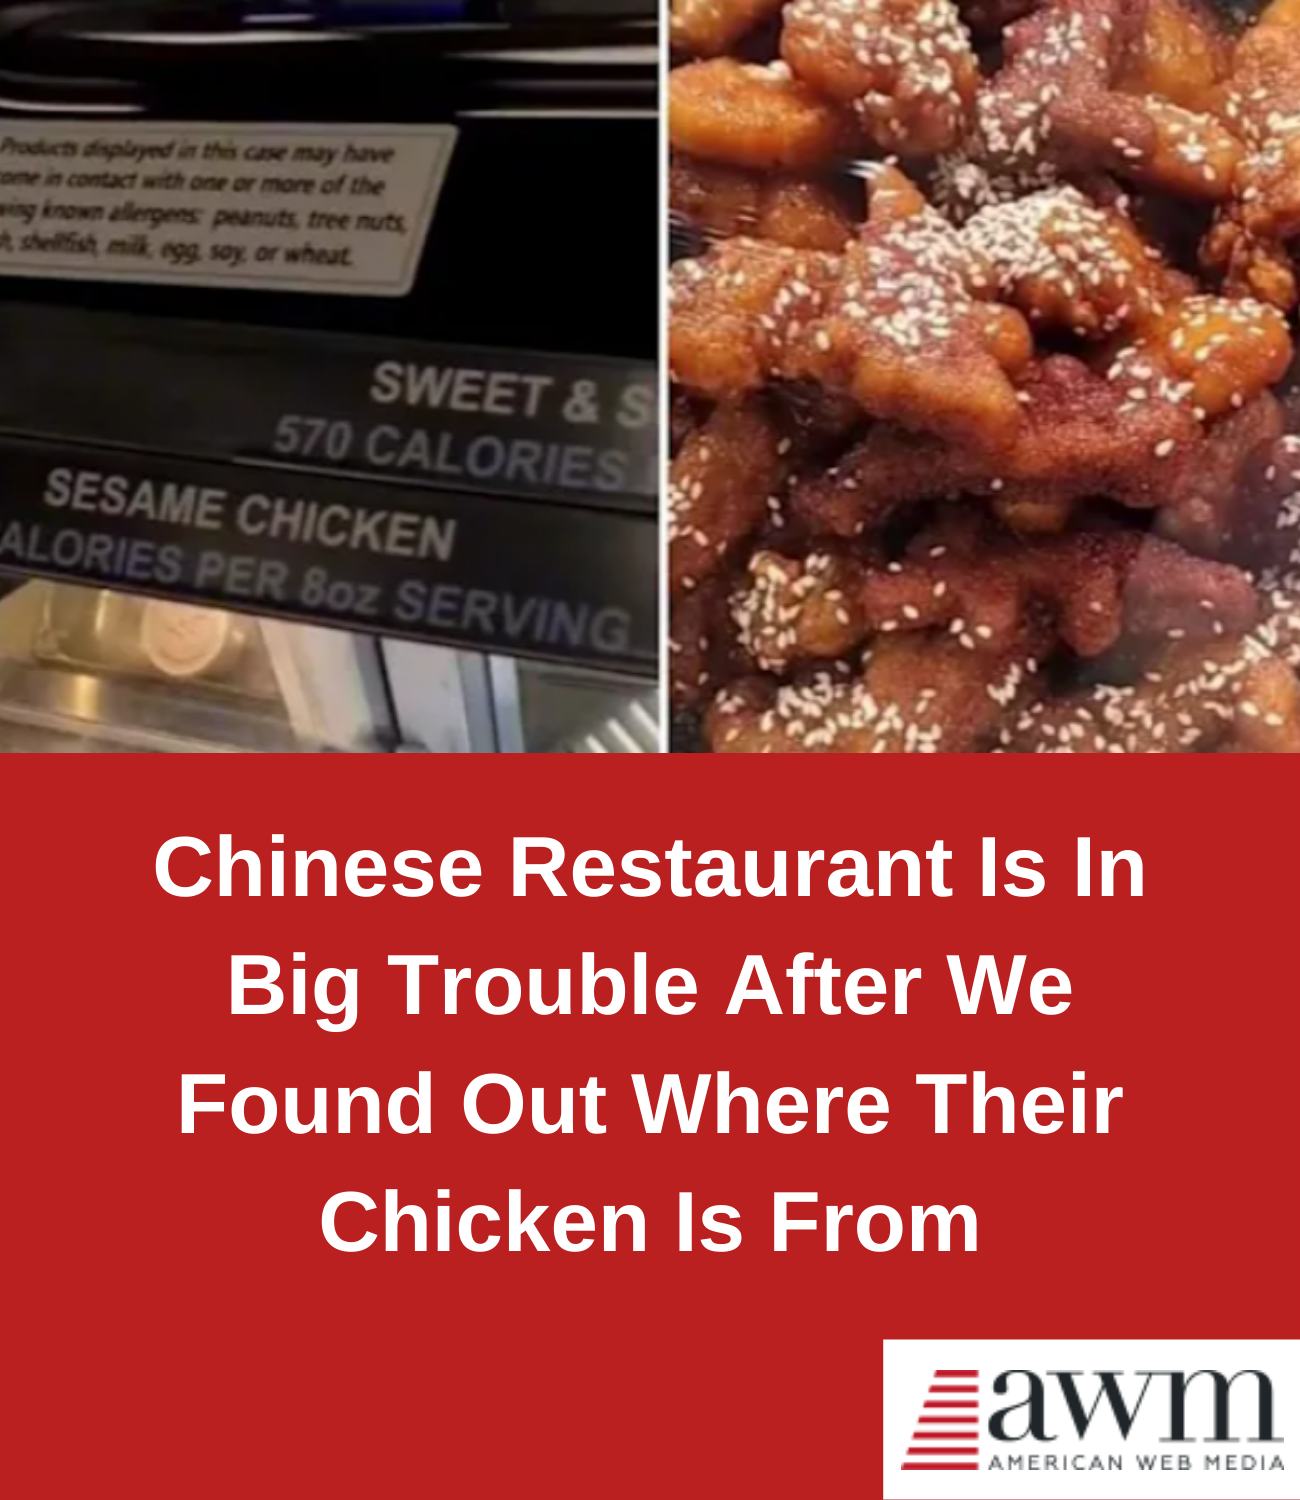 Products displayed in this case may have
come in contact with one or more of the
known allergens: peanuts, tree nuts,
shellfish, milk, egg, soy, or wheat.
SWEET & S
570 CALORIES
SESAME CHICKEN
ALORIES PER 8oz SERVING
Chinese Restaurant Is In
Big Trouble After We
Found Out Where Their
Chicken Is From
awm
AMERICAN WEB MEDIA